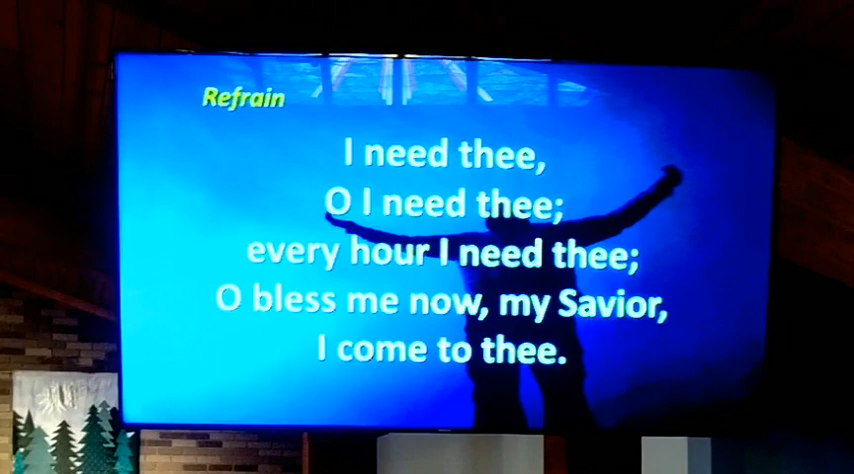 Refrain
I need thee,
O I need thee;
every hour I need thee;
O bless me now, my Savior,
I come to thee.